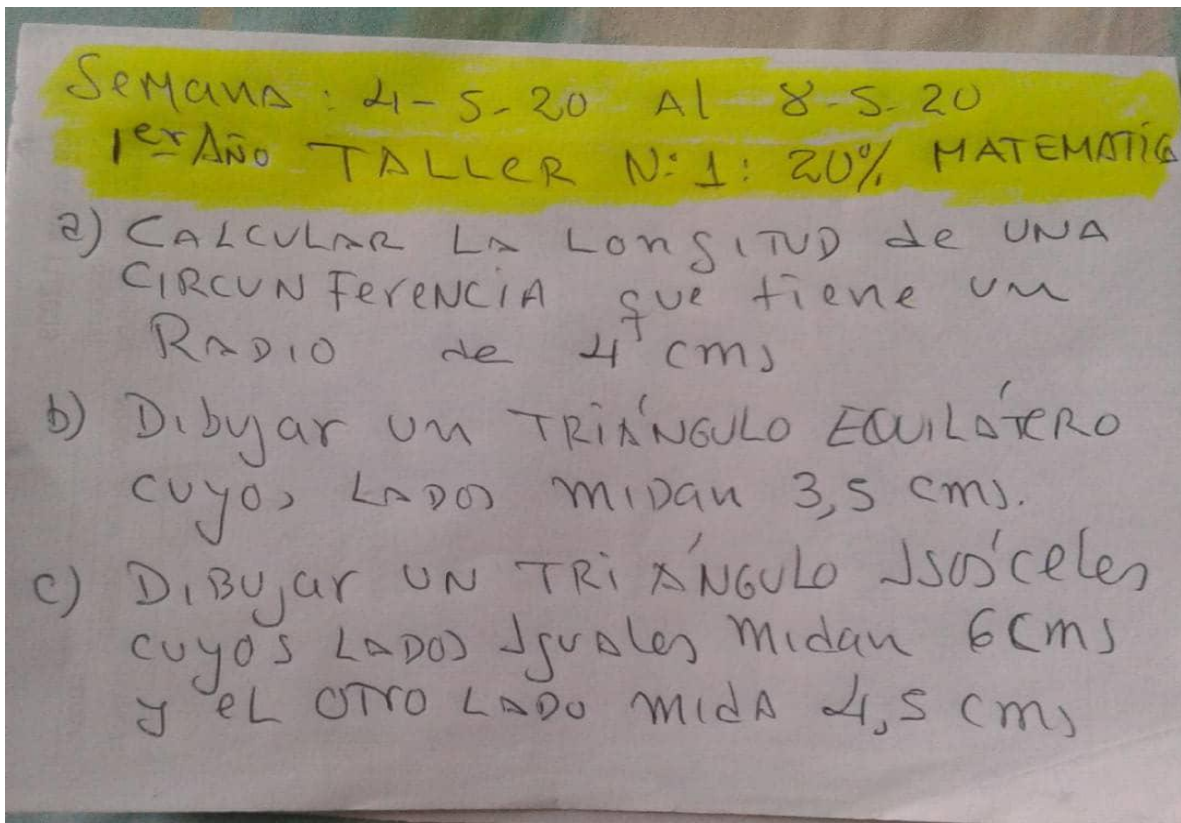 Semana: 4-5-20 Al 8-5-20
1er Año TALLER N: 1: 20% MATEMATICA
a) CALCULAR LA LONGITUD de UNA
CIRCUNFerENCIA que tiene un
RADIO de 4 cms
b) Dibujar un TRIÁNGULO EQUILÁTERO
cuyos LADOS MIDan 3,5 cms.
c) DIBUjar UN TRIÁNGULO Isósceles
cuyos LADOS Iguales Midan 6cms
y eL OTrO LADO MIdA 4,5 cms